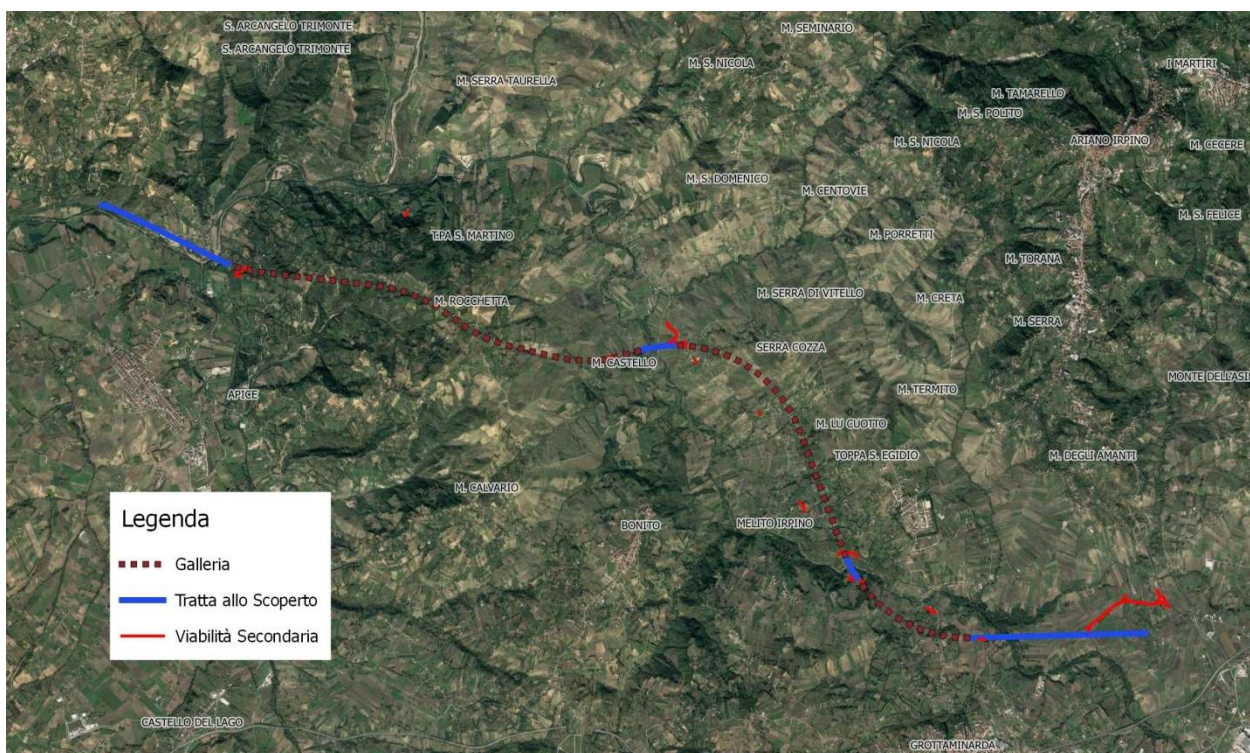 S. ARCANGELO TRIMONTE
M. SEMINARIO
S. ARCANGELO TRIMONTE
M. S. NICOLA
I MARTIRI
M. SERRA TAURELLA
M. TAMARELLO
M. S. POLITO
M. S. NICOLA
ARIANO IRPINO
M. CECERE
M. S. DOMENICO
M. CENTOVIE
M. S. FELICE
T.PA S. MARTINO
M. PORRETTI
M. TORANA
M. SERRA DI VITELLO
M. ROCCHETTA
M. CRETA
M. SERRA
SERRA COZZA
M. CASTELLO
MONTE DELL'ASI
M. TERMITO
APICE
M. LU CUOTTO
TOPPA S. EGIDIO
M. DEGLI AMANTI
M. CALVARIO
BONITO
MELITO IRPINO
Legenda
Galleria
Tratta allo Scoperto
Viabilità Secondaria
CASTELLO DEL LAGO
GROTTAMINARDA